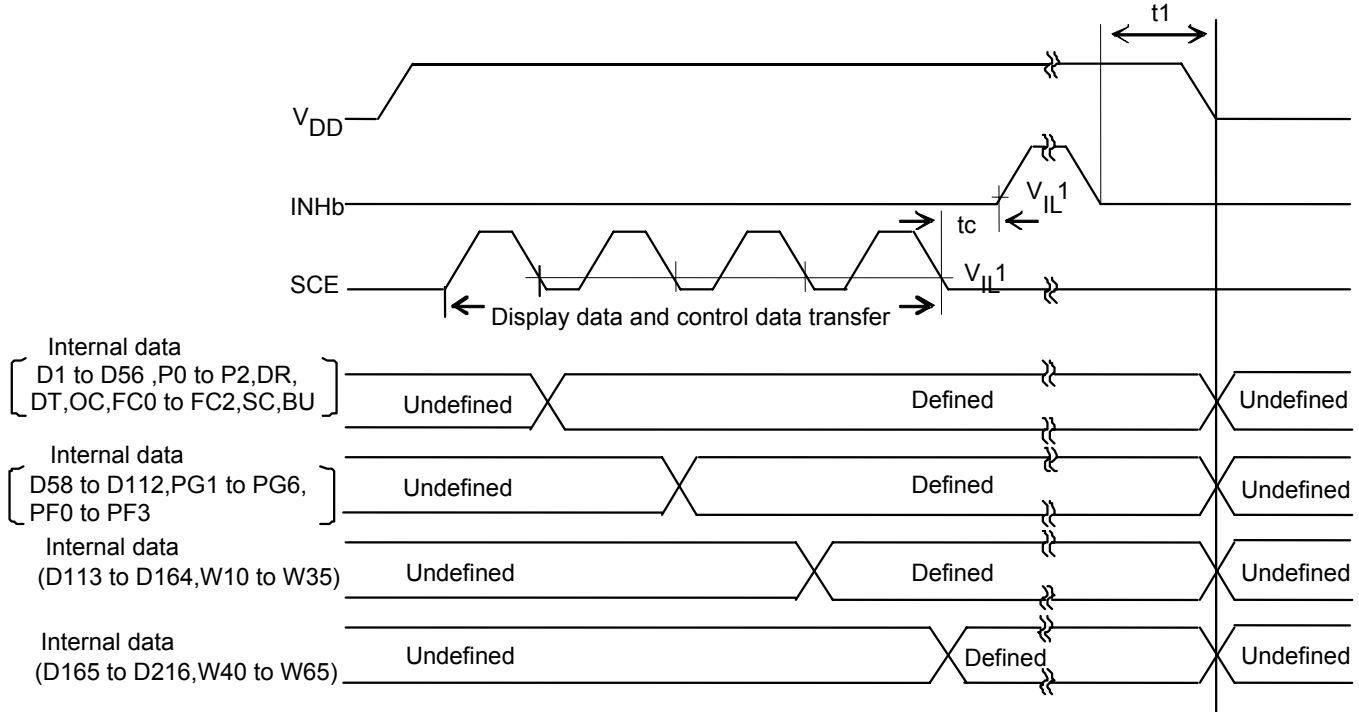 t1
VDD
INHb
VIL1
tc
SCE
VIL1
Display data and control data transfer
Internal data
D1 to D56 ,P0 to P2,DR,
DT,OC,FC0 to FC2,SC,BU
Undefined
Defined
Undefined
Internal data
D58 to D112,PG1 to PG6,
PF0 to PF3
Undefined
Defined
Undefined
Internal data
(D113 to D164,W10 to W35)
Undefined
Defined
Undefined
Internal data
(D165 to D216,W40 to W65)
Undefined
Defined
Undefined